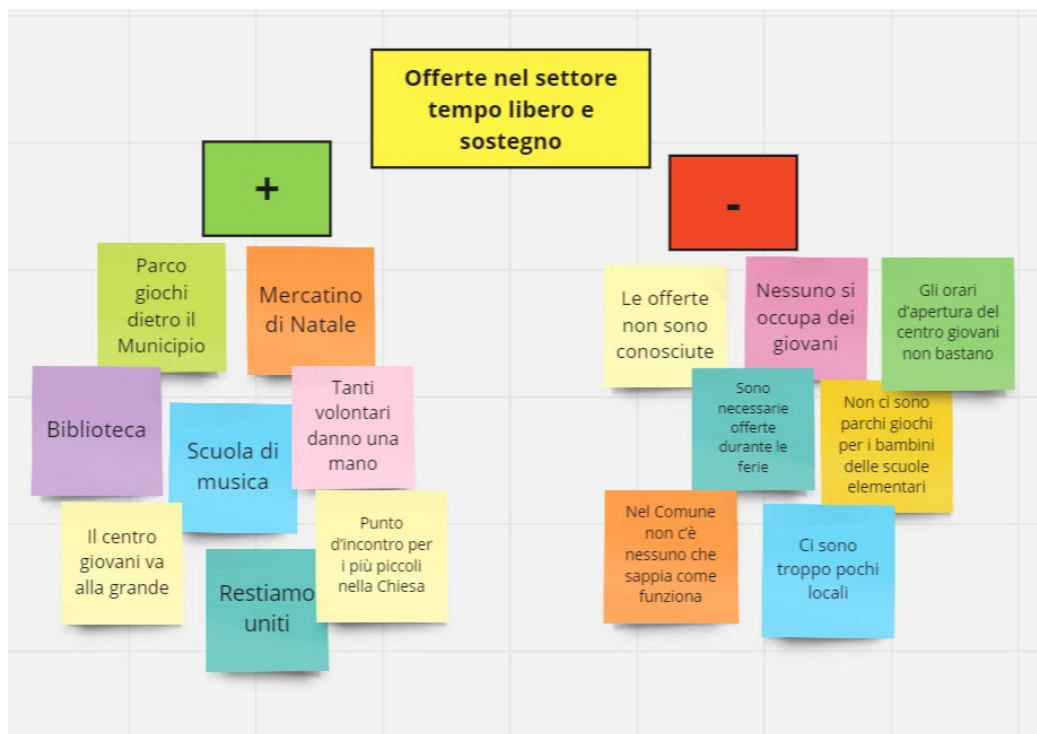 Offerte nel settore
tempo libero e
sostegno
+
-
Parco
giochi
dietro il
Municipio
Mercatino
di Natale
Biblioteca
Scuola di
musica
Tanti
volontari
danno una
mano
Il centro
giovani va
alla grande
Restiamo
uniti
Punto
d'incontro per
i più piccoli
nella Chiesa
Le offerte
non sono
conosciute
Nessuno si
occupa dei
giovani
Gli orari
d'apertura del
centro giovani
non bastano
Sono
necessarie
offerte
durante le
ferie
Non ci sono
parchi giochi
per i bambini
delle scuole
elementari
Nel Comune
non c'è
nessuno che
sappia come
funziona
Ci sono
troppo pochi
locali